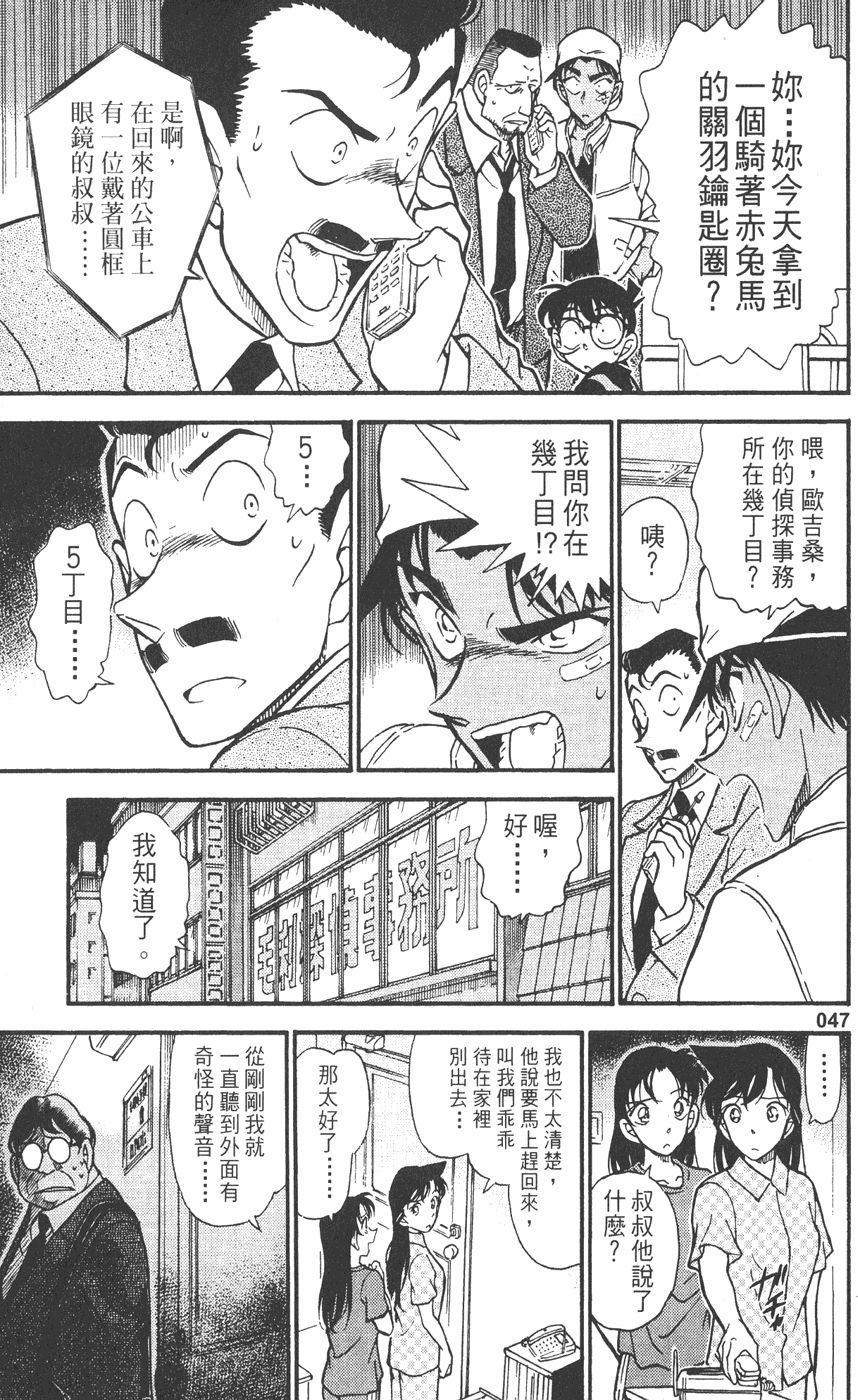 妳…妳今天拿到
一個騎著赤兔馬
的關羽鑰匙圈？
是啊，
在回來的公車上
有一位戴著圓框
眼鏡的叔叔……
喂，歐吉桑，
你的偵探事務
所在幾丁目？
咦？
我問你在
幾丁目!?
5…
5丁目……
喔，
好……
毛利偵探事務所
我知道了。
047
……
叔叔他說了
什麼？
ガチャ
我也不太清楚，
他說要馬上趕回來，
叫我們乖乖
待在家裡
別出去…
那太好了…
從剛剛我就
一直聽到外面有
奇怪的聲音……